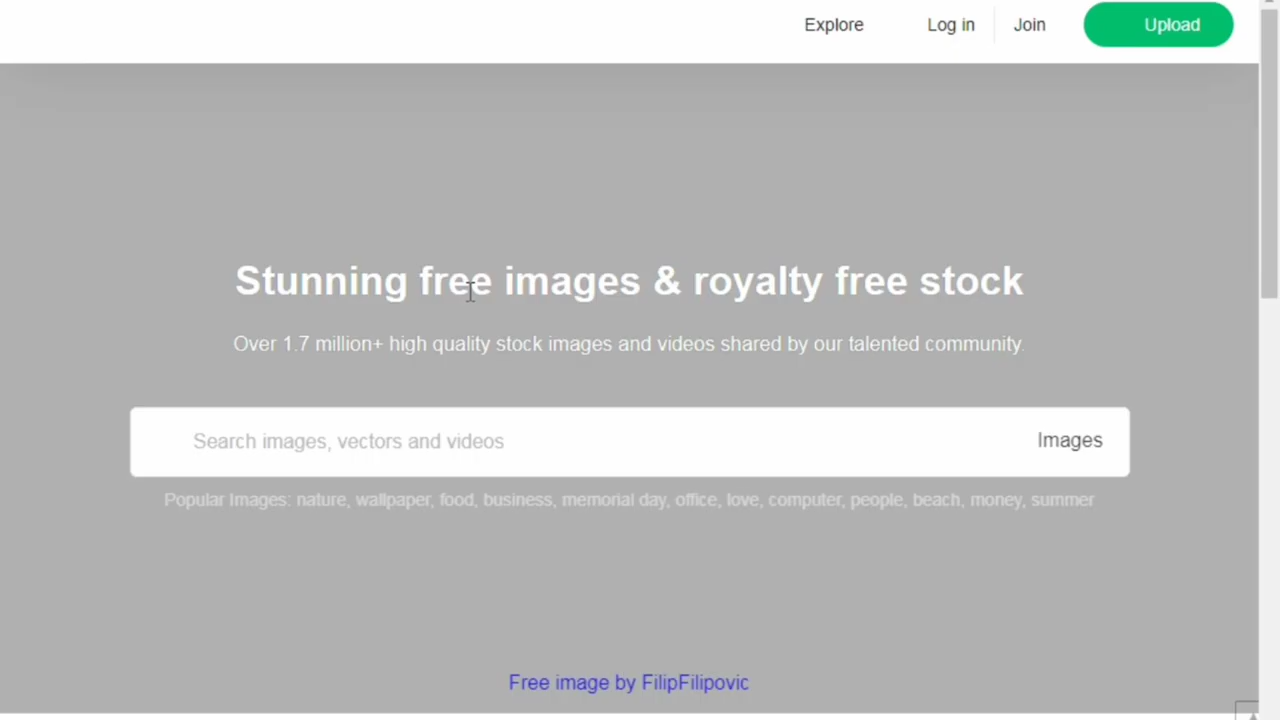 Explore Log in Join Upload
Stunning free images & royalty free stock
Over 1.7 million+ high quality stock images and videos shared by our talented community.
Search images, vectors and videos Images
Popular Images: nature, wallpaper, food, business, memorial day, office, love, computer, people, beach, money, summer
Free image by FilipFilipovic